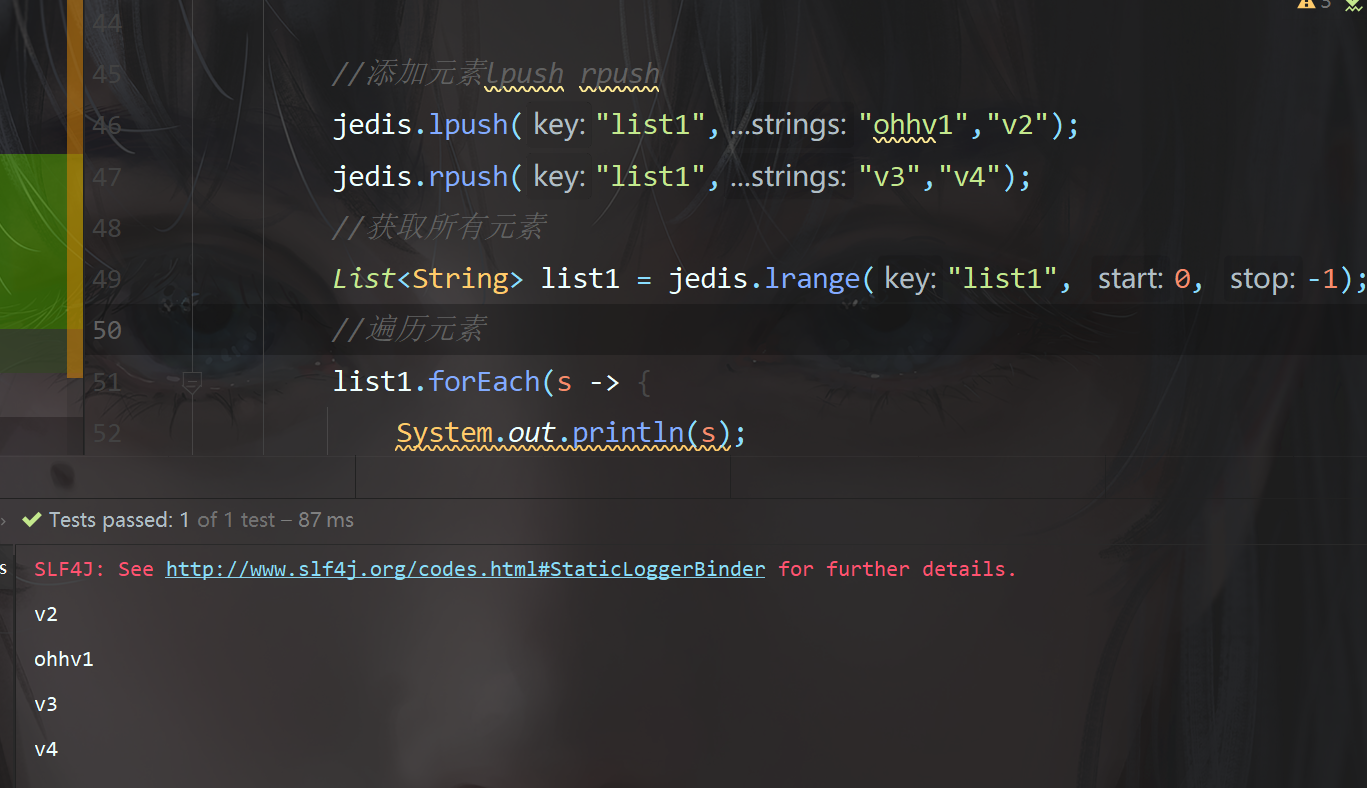 3
44
45 //添加元素lpush rpush
46 jedis.lpush( key: "list1", ...strings: "ohhv1","v2");
47 jedis.rpush( key: "list1", ...strings: "v3","v4");
48 //获取所有元素
49 List<String> list1 = jedis.lrange( key: "list1", start: 0, stop: -1);
50 //遍历元素
51 list1.forEach(s -> {
52 System.out.println(s);
Tests passed: 1 of 1 test – 87 ms
s SLF4J: See http://www.slf4j.org/codes.html#StaticLoggerBinder for further details.
v2
ohhv1
v3
v4